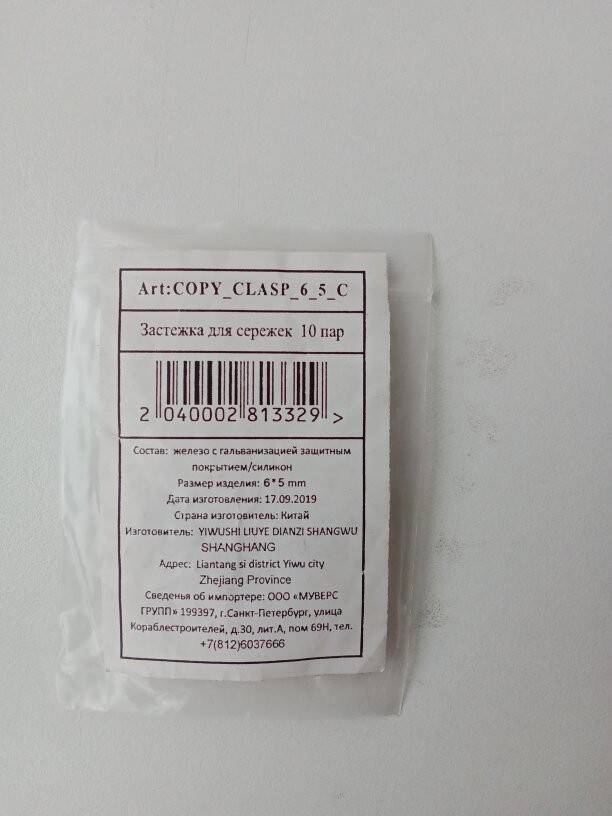 Art:COPY_CLASP_6_5_C
Застежка для сережек 10 пар
2 040002 813329 >
Состав: железо с гальванизацией защитным
покрытием/силикон
Размер изделия: 6*5 mm
Дата изготовления: 17.09.2019
Страна изготовитель: Китай
Изготовитель: YIWUSHI LIUYE DIANZI SHANGWU
SHANGHANG
Адрес: Liantang si district Yiwu city
Zhejiang Province
Сведенья об импортере: ООО «МУВЕРС
ГРУПП» 199397, г.Санкт-Петербург, улица
Кораблестроителей, д.30, лит.А, пом 69Н, тел.
+7(812)6037666